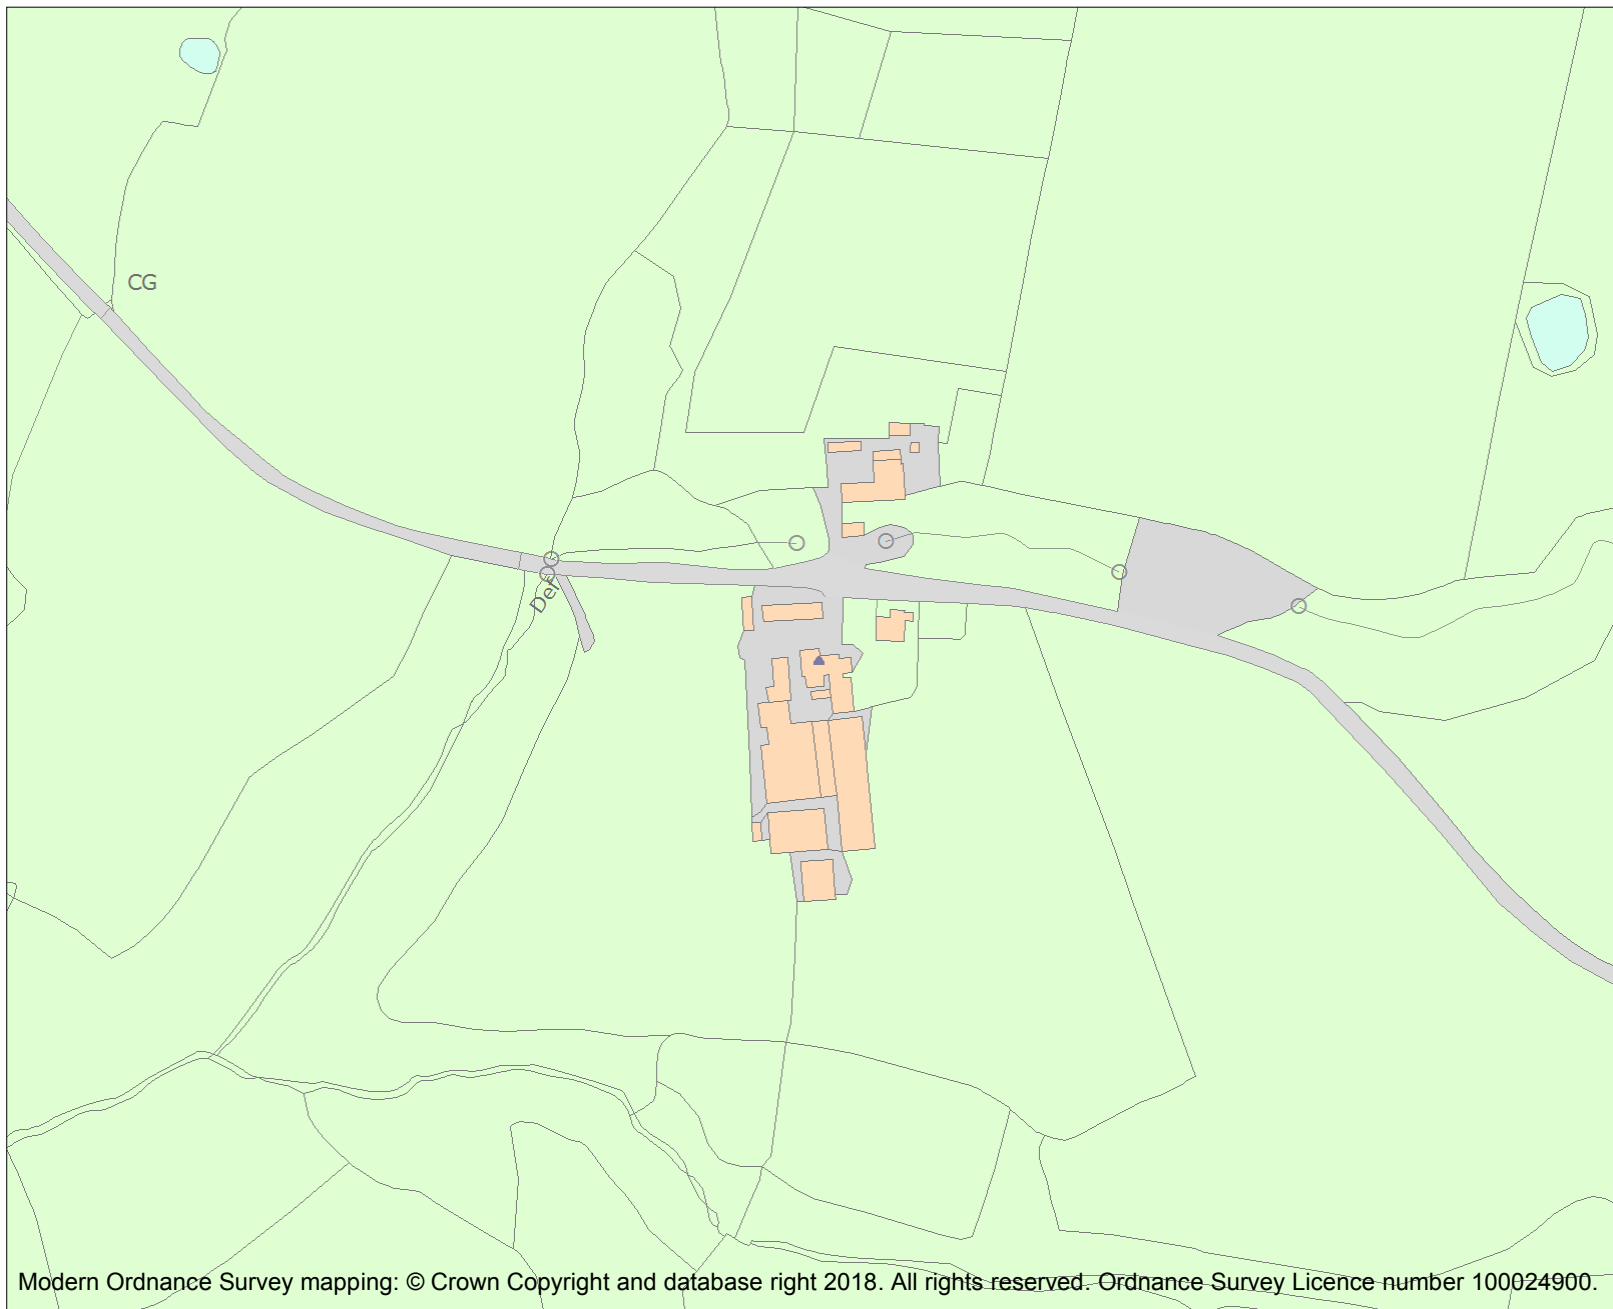 CG
Der
Modern Ordnance Survey mapping: © Crown Copyright and database right 2018. All rights reserved. Ordnance Survey Licence number 100024900.